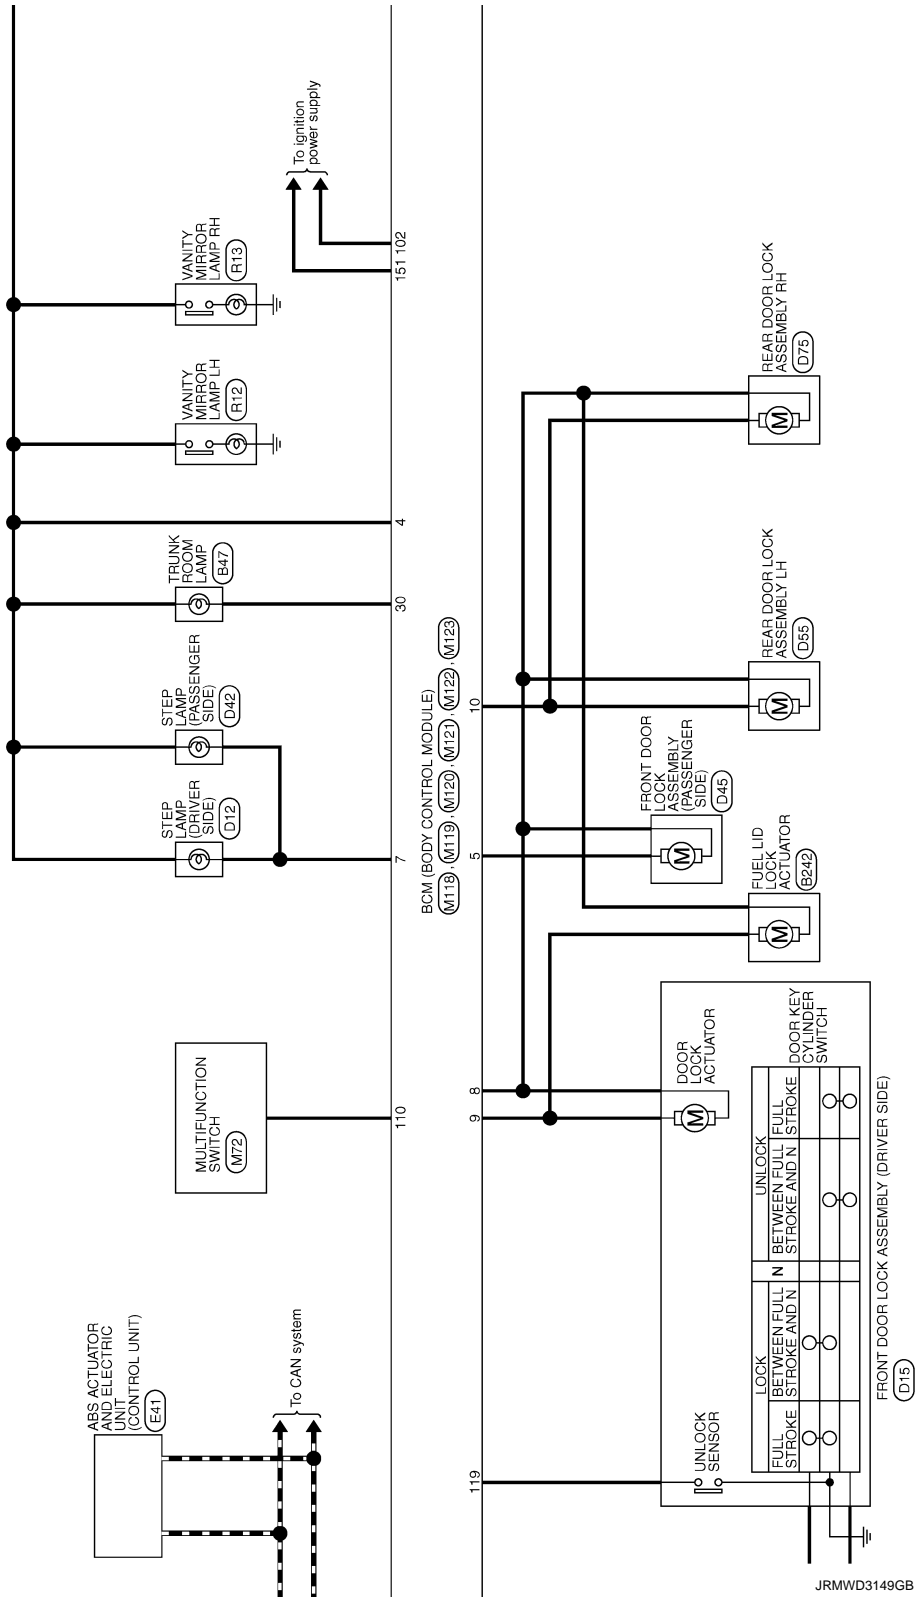 ABS ACTUATOR
AND ELECTRIC
UNIT
(CONTROL UNIT)
E41
To CAN system
MULTIFUNCTION
SWITCH
M72
STEP
LAMP
(DRIVER
SIDE)
D12
STEP
LAMP
(PASSENGER
SIDE)
D42
TRUNK
ROOM
LAMP
B47
VANITY
MIRROR
LAMP LH
R12
VANITY
MIRROR
LAMP RH
R13
To ignition
power supply
110
7
30
4
151 102
BCM (BODY CONTROL MODULE)
M118 , M119 , M120 , M121 , M122 , M123
119
9
8
5
10
UNLOCK
SENSOR
DOOR
LOCK
ACTUATOR
LOCK
N
UNLOCK
FULL
STROKE
BETWEEN FULL
STROKE AND N
BETWEEN FULL
STROKE AND N
FULL
STROKE
DOOR KEY
CYLINDER
SWITCH
M
FRONT DOOR LOCK ASSEMBLY (DRIVER SIDE)
D15
FUEL LID
LOCK
ACTUATOR
B242
M
FRONT DOOR
LOCK
ASSEMBLY
(PASSENGER
SIDE)
D45
M
REAR DOOR LOCK
ASSEMBLY LH
D55
M
REAR DOOR LOCK
ASSEMBLY RH
D75
M
JRMWD3149GB